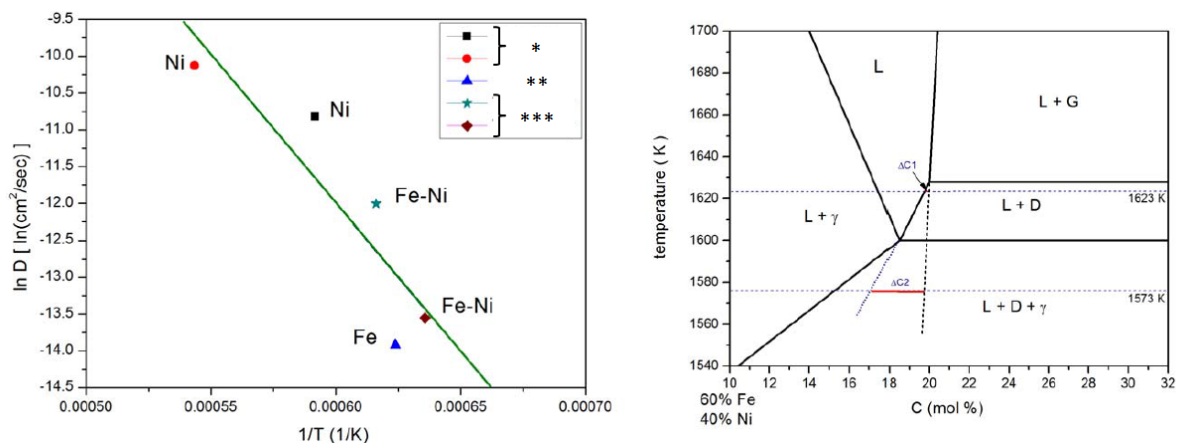 -9.5
-10.0
-10.5
-11.0
-11.5
-12.0
-12.5
-13.0
-13.5
-14.0
-14.5
ln D [ ln(cm²/sec) ]
Ni
Ni
Fe-Ni
Fe-Ni
Fe
*
**
***
0.00050
0.00055
0.00060
0.00065
0.00070
1/T (1/K)
1700
1680
1660
1640
1620
1600
1580
1560
1540
temperature ( K )
L
L + G
ΔC1
1623 K
L + D
L + γ
ΔC2
1573 K
L + D + γ
10 12 14 16 18 20 22 24 26 28 30 32
60% Fe
40% Ni
C (mol %)